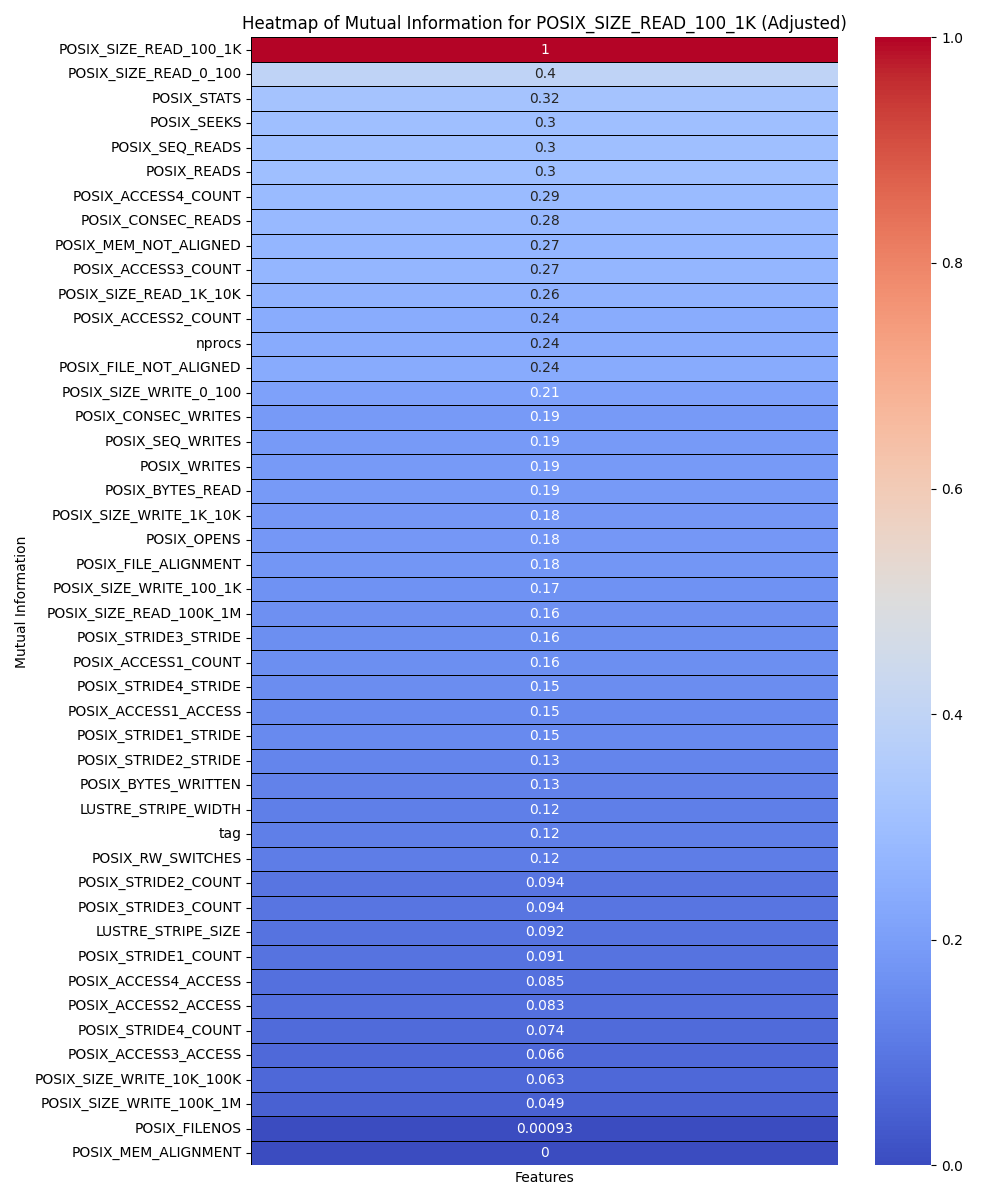 Heatmap of Mutual Information for POSIX_SIZE_READ_100_1K (Adjusted)
POSIX_SIZE_READ_100_1K 1
POSIX_SIZE_READ_0_100 0.4
POSIX_STATS 0.32
POSIX_SEEKS 0.3
POSIX_SEQ_READS 0.3
POSIX_READS 0.3
POSIX_ACCESS4_COUNT 0.29
POSIX_CONSEC_READS 0.28
POSIX_MEM_NOT_ALIGNED 0.27
POSIX_ACCESS3_COUNT 0.27
POSIX_SIZE_READ_1K_10K 0.26
POSIX_ACCESS2_COUNT 0.24
nprocs 0.24
POSIX_FILE_NOT_ALIGNED 0.24
POSIX_SIZE_WRITE_0_100 0.21
POSIX_CONSEC_WRITES 0.19
POSIX_SEQ_WRITES 0.19
POSIX_WRITES 0.19
POSIX_BYTES_READ 0.19
POSIX_SIZE_WRITE_1K_10K 0.18
POSIX_OPENS 0.18
POSIX_FILE_ALIGNMENT 0.18
POSIX_SIZE_WRITE_100_1K 0.17
POSIX_SIZE_READ_100K_1M 0.16
POSIX_STRIDE3_STRIDE 0.16
POSIX_ACCESS1_COUNT 0.16
POSIX_STRIDE4_STRIDE 0.15
POSIX_ACCESS1_ACCESS 0.15
POSIX_STRIDE1_STRIDE 0.15
POSIX_STRIDE2_STRIDE 0.13
POSIX_BYTES_WRITTEN 0.13
LUSTRE_STRIPE_WIDTH 0.12
tag 0.12
POSIX_RW_SWITCHES 0.12
POSIX_STRIDE2_COUNT 0.094
POSIX_STRIDE3_COUNT 0.094
LUSTRE_STRIPE_SIZE 0.092
POSIX_STRIDE1_COUNT 0.091
POSIX_ACCESS4_ACCESS 0.085
POSIX_ACCESS2_ACCESS 0.083
POSIX_STRIDE4_COUNT 0.074
POSIX_ACCESS3_ACCESS 0.066
POSIX_SIZE_WRITE_10K_100K 0.063
POSIX_SIZE_WRITE_100K_1M 0.049
POSIX_FILENOS 0.00093
POSIX_MEM_ALIGNMENT 0
Mutual Information
Features
1.0
0.8
0.6
0.4
0.2
0.0